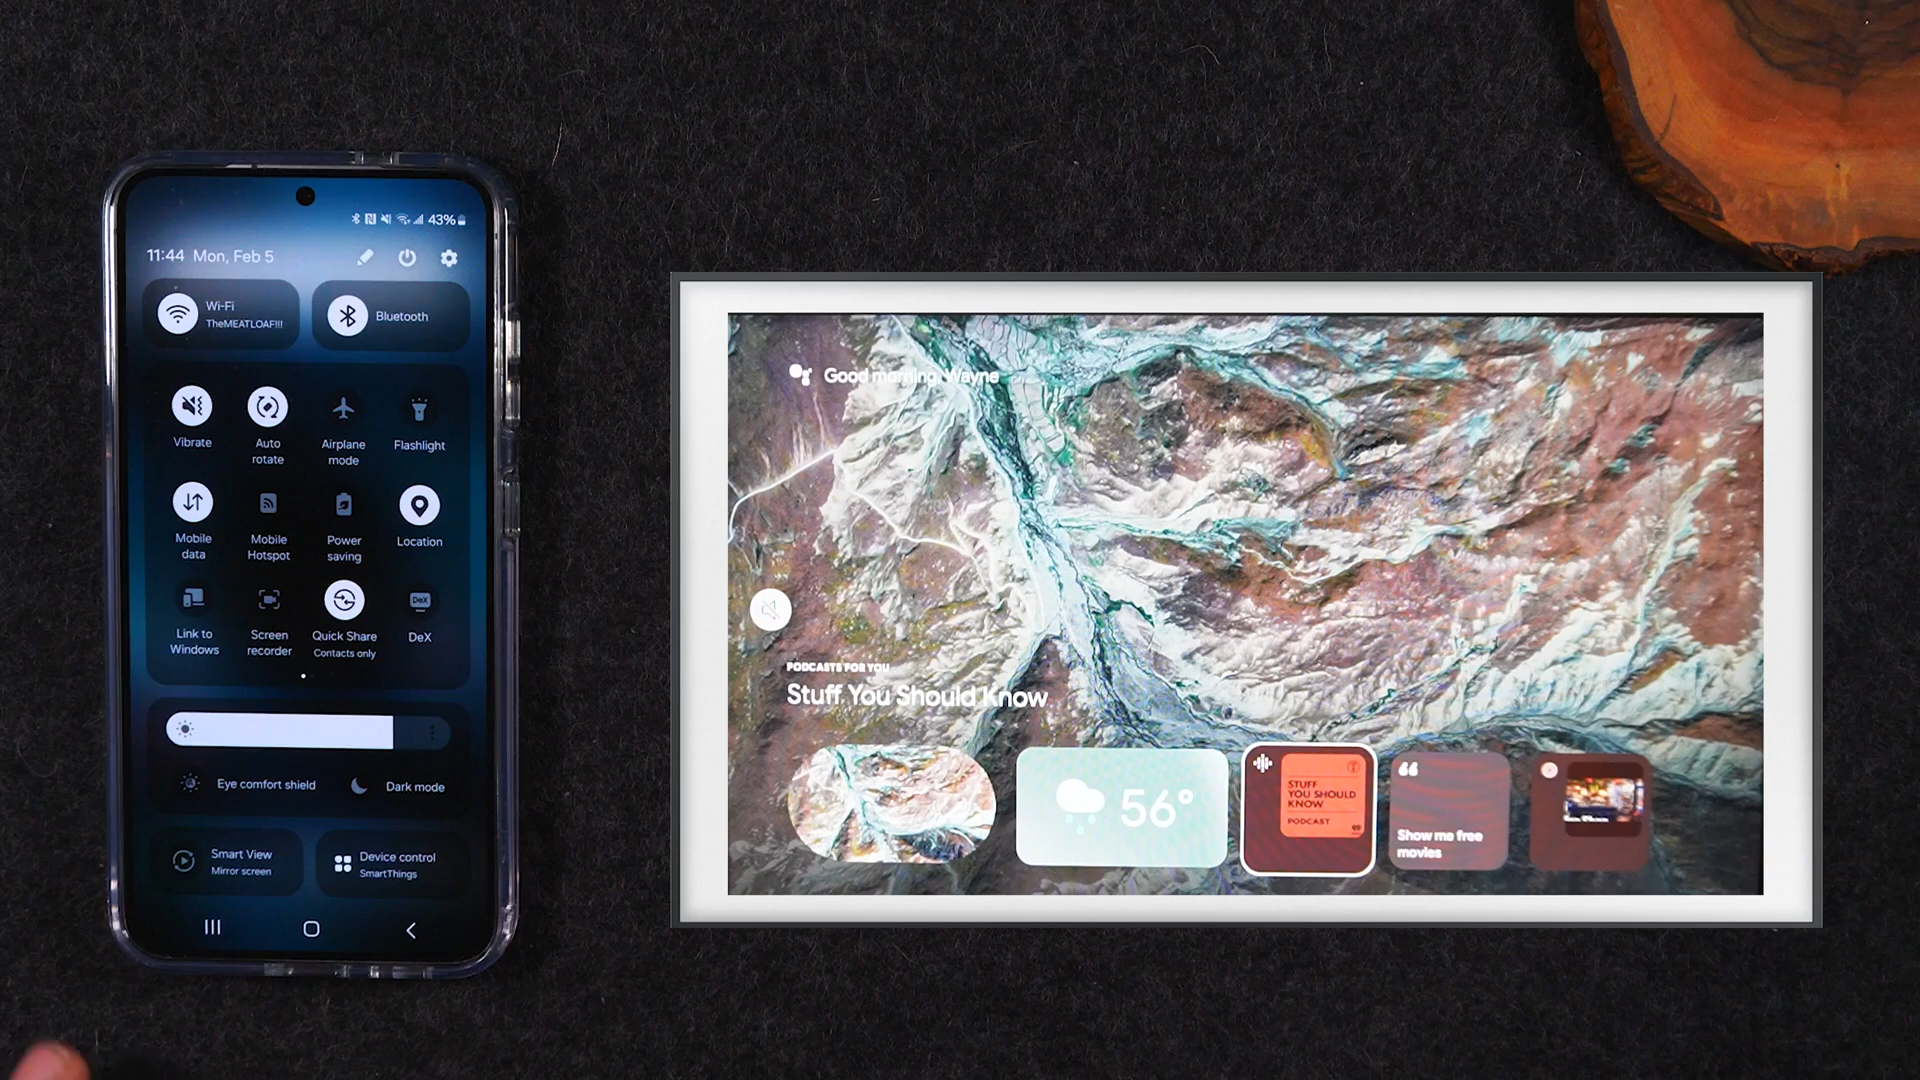 43%
11:44 Mon, Feb 5
Wi-Fi
TheMEATLOAF!!!
Bluetooth
Vibrate
Auto
rotate
Airplane
mode
Flashlight
Mobile
data
Mobile
Hotspot
Power
saving
Location
Link to
Windows
Screen
recorder
Quick Share
Contacts only
DeX
DeX
Eye comfort shield
Dark mode
Smart View
Mirror screen
Device control
SmartThings
Good morning, Wayne
PODCASTS FOR YOU
Stuff You Should Know
56°
STUFF
YOU SHOULD
KNOW
PODCAST
Show me free
movies